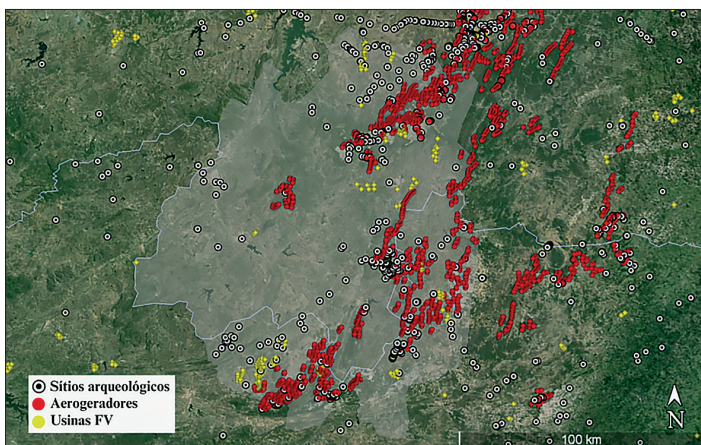 Sítios arqueológicos
Aerogeradores
Usinas FV
N
100 km